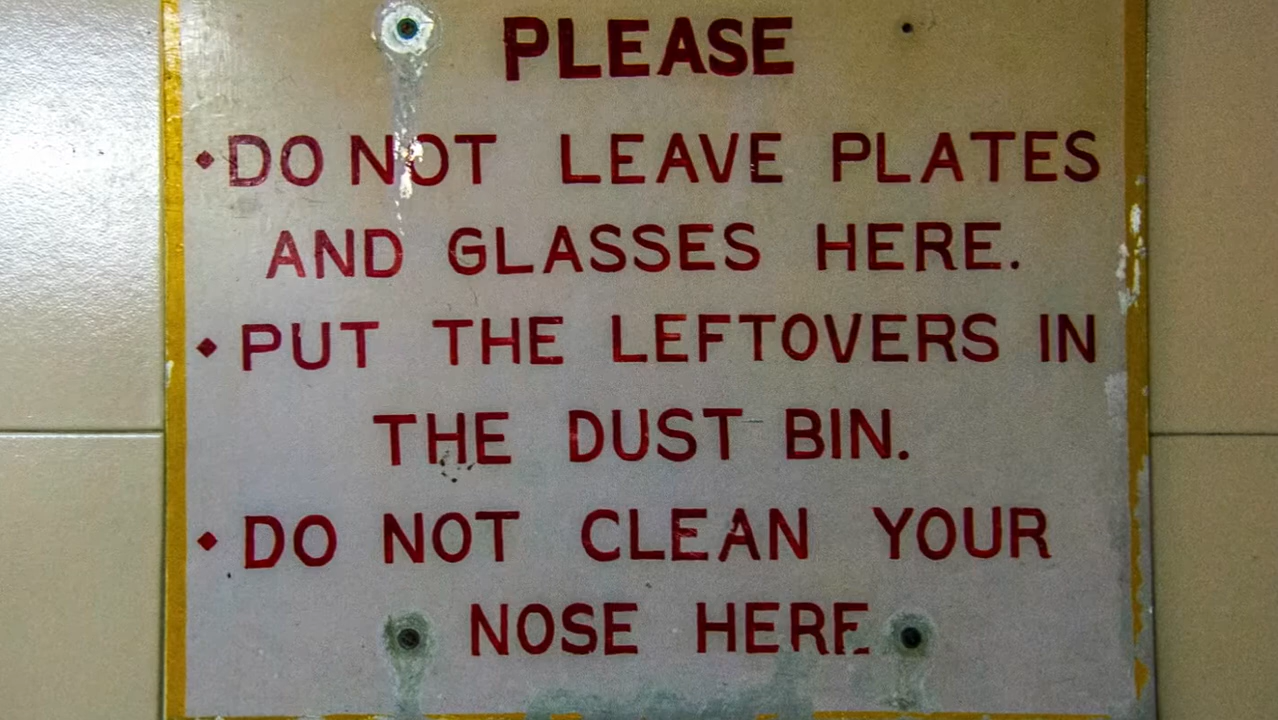 PLEASE
• DO NOT LEAVE PLATES
AND GLASSES HERE.
• PUT THE LEFTOVERS IN
THE DUST BIN.
• DO NOT CLEAN YOUR
NOSE HERE